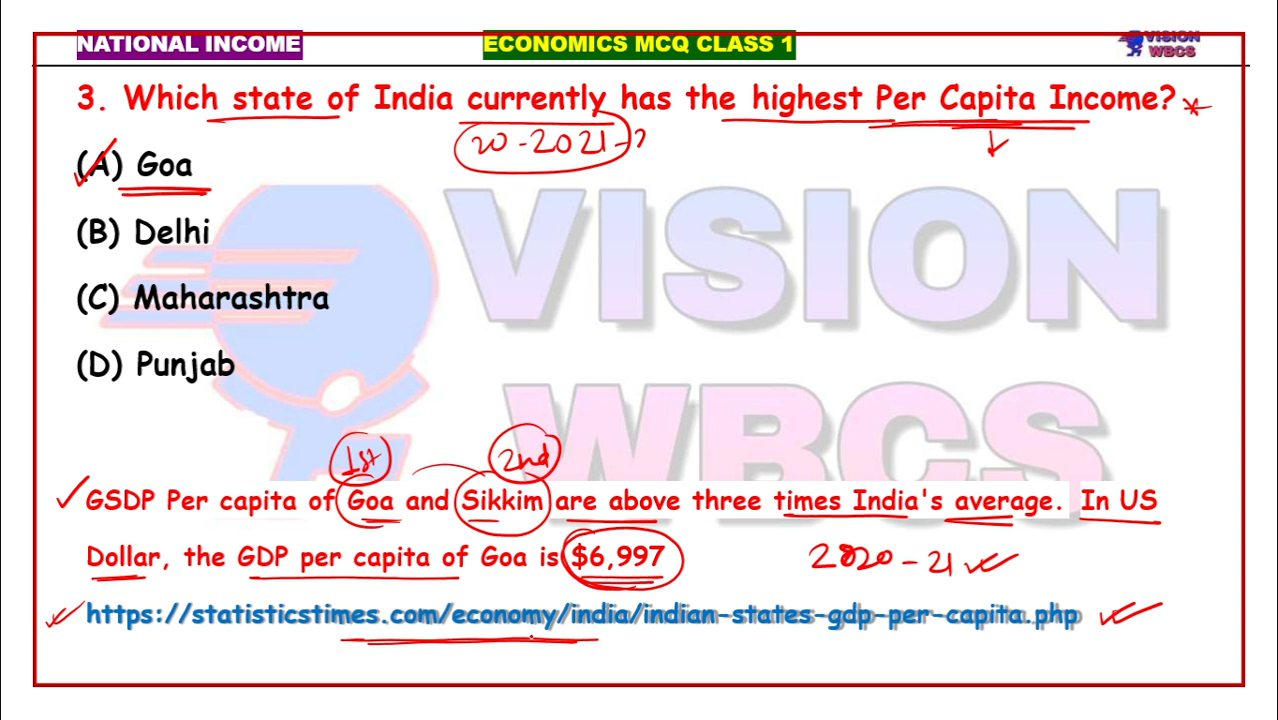 NATIONAL INCOME
ECONOMICS MCQ CLASS 1
VISION
WBCS
3. Which state of India currently has the highest Per Capita Income?
20-2021-?
(A) Goa
(B) Delhi
(C) Maharashtra
(D) Punjab
VISION
WBCS
1st
2nd
GSDP Per capita of Goa and Sikkim are above three times India's average. In US
Dollar, the GDP per capita of Goa is $6,997
2020-21
https://statisticstimes.com/economy/india/indian-states-gdp-per-capita.php